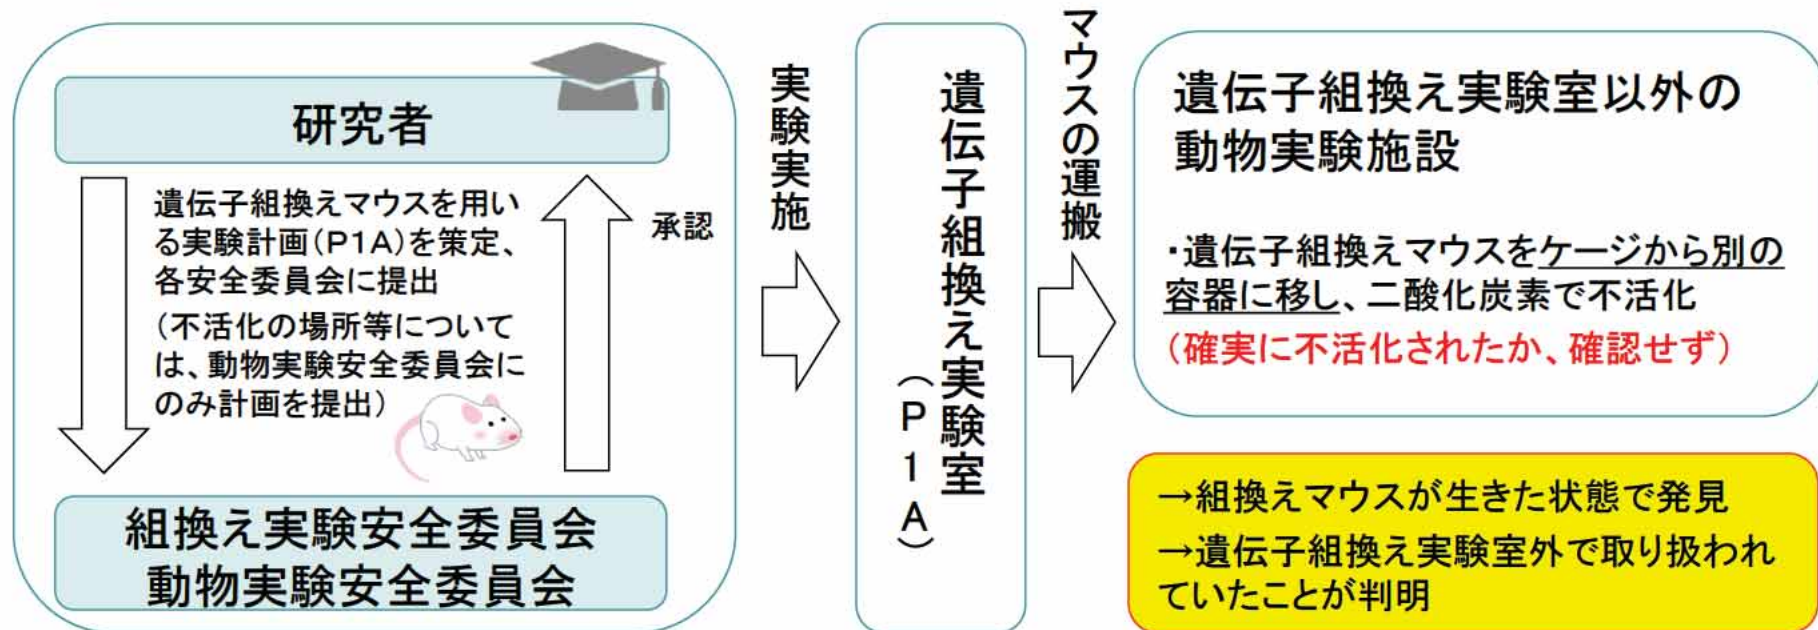 研究者
遺伝子組換えマウスを用い
る実験計画(P1A)を策定、
各安全委員会に提出
(不活化の場所等について
は、動物実験安全委員会に
のみ計画を提出)
承認
組換え実験安全委員会
動物実験安全委員会
実験実施
遺伝子組換え実験室
(P1A)
マウスの運搬
遺伝子組換え実験室以外の
動物実験施設
・遺伝子組換えマウスをケージから別の
容器に移し、二酸化炭素で不活化
(確実に不活化されたか、確認せず)
→組換えマウスが生きた状態で発見
→遺伝子組換え実験室外で取り扱われ
ていたことが判明